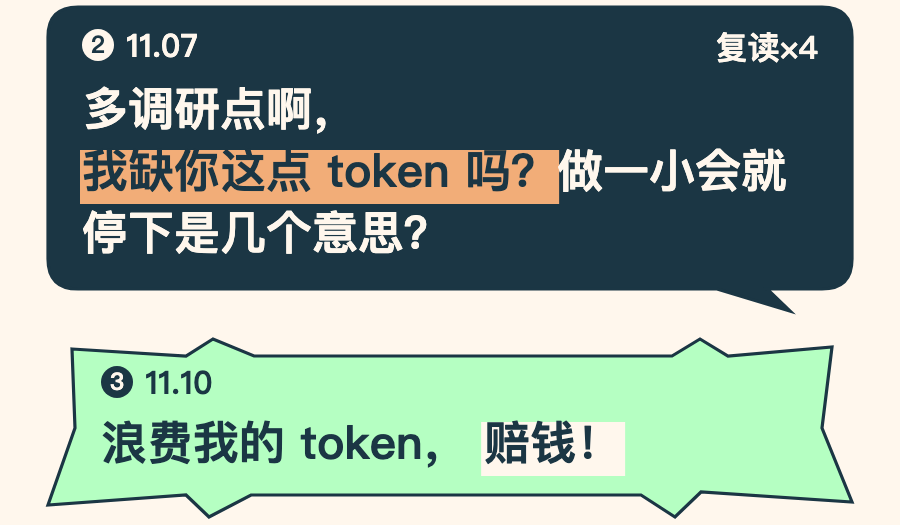 2 11.07
复读×4
多调研点啊，
我缺你这点 token 吗？做一小会就
停下是几个意思？
3 11.10
浪费我的 token， 赔钱！